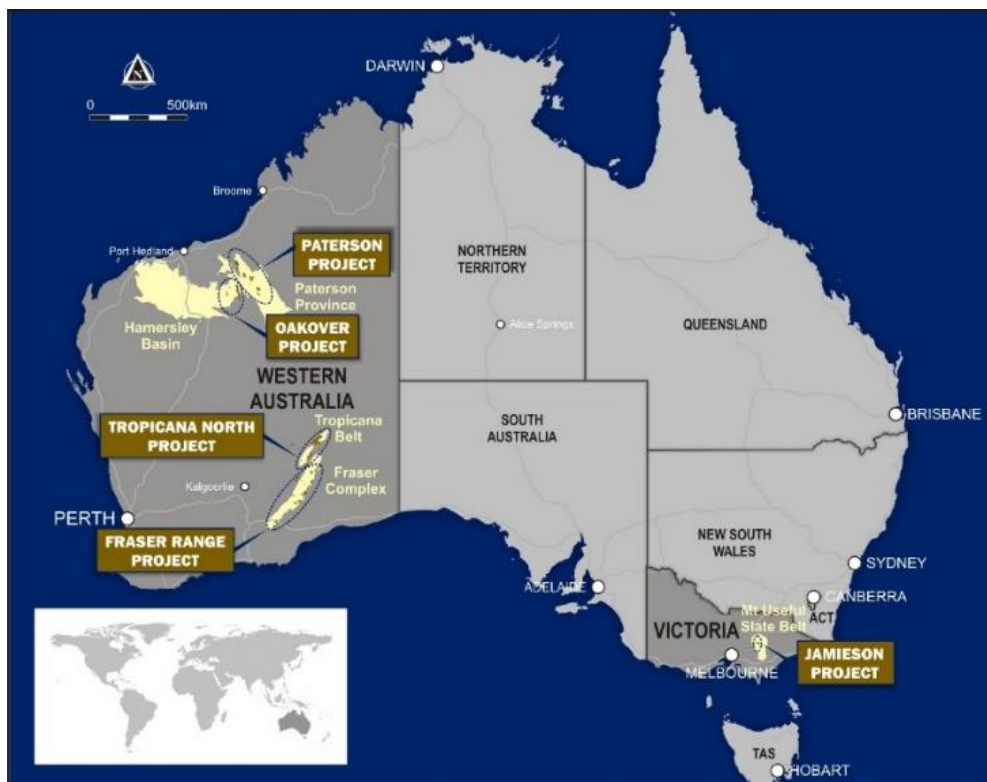 DARWIN
N
0 500km
Broome
Port Hedland
PATERSON
PROJECT
NORTHERN
TERRITORY
Paterson
Province
Hamersley
Basin
OAKOVER
PROJECT
Alice Springs
QUEENSLAND
WESTERN
AUSTRALIA
TROPICANA NORTH
PROJECT
Tropicana
Belt
SOUTH
AUSTRALIA
BRISBANE
Kalgoorlie
Fraser
Complex
PERTH
FRASER RANGE
PROJECT
NEW SOUTH
WALES
SYDNEY
ADELAIDE
CANBERRA
ACT
Mt Useful
State Belt
VICTORIA
MELBOURNE
JAMIESON
PROJECT
TAS
HOBART